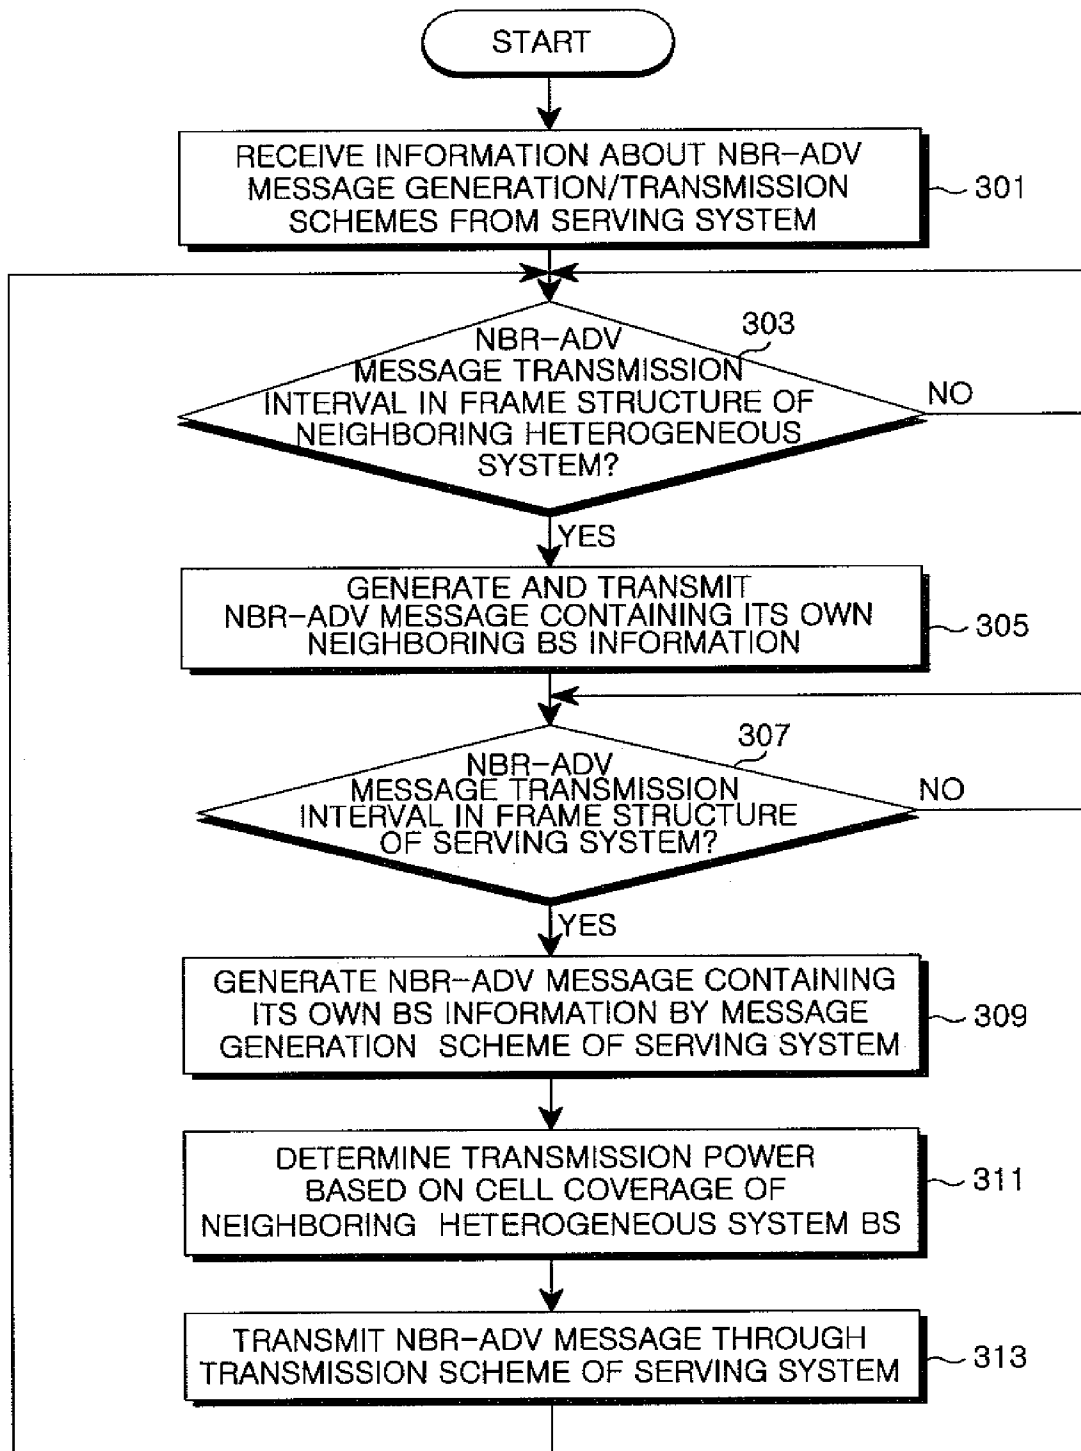 START
RECEIVE INFORMATION ABOUT NBR-ADV
MESSAGE GENERATION/TRANSMISSION
SCHEMES FROM SERVING SYSTEM
301
303
NBR-ADV
MESSAGE TRANSMISSION
INTERVAL IN FRAME STRUCTURE OF
NEIGHBORING HETEROGENEOUS
SYSTEM?
NO
YES
GENERATE AND TRANSMIT
NBR-ADV MESSAGE CONTAINING ITS OWN
NEIGHBORING BS INFORMATION
305
307
NBR-ADV
MESSAGE TRANSMISSION
INTERVAL IN FRAME STRUCTURE
OF SERVING SYSTEM?
NO
YES
GENERATE NBR-ADV MESSAGE CONTAINING
ITS OWN BS INFORMATION BY MESSAGE
GENERATION SCHEME OF SERVING SYSTEM
309
DETERMINE TRANSMISSION POWER
BASED ON CELL COVERAGE OF
NEIGHBORING HETEROGENEOUS SYSTEM BS
311
TRANSMIT NBR-ADV MESSAGE THROUGH
TRANSMISSION SCHEME OF SERVING SYSTEM
313